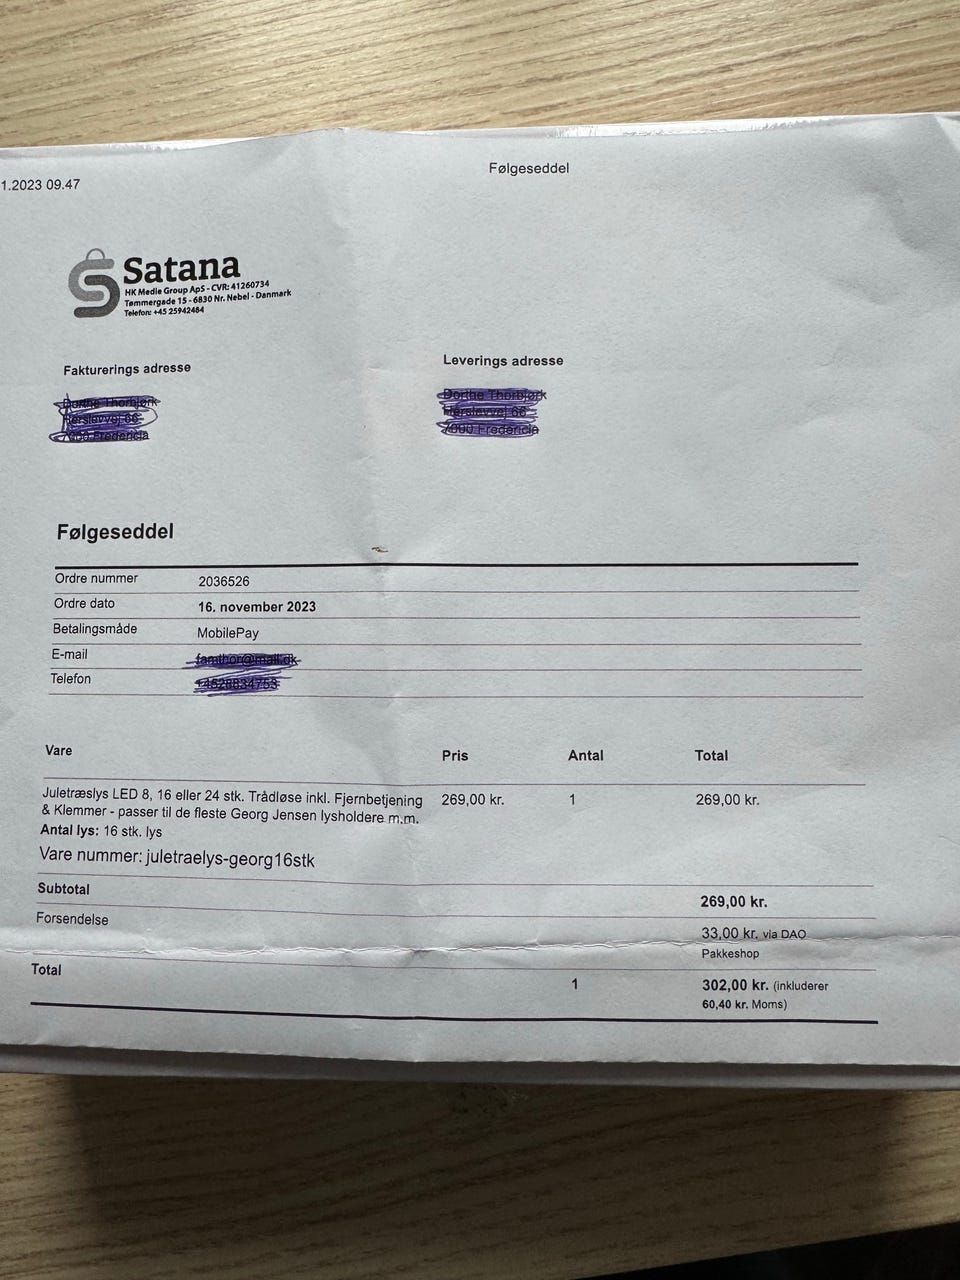 1.2023 09.47
Følgeseddel
Satana
HK Medie Group ApS - CVR: 41260734
Tømmergade 15 - 6830 Nr. Nebel - Danmark
Telefon: +45 25942484
Fakturerings adresse
Leverings adresse
Følgeseddel
Ordre nummer 2036526
Ordre dato 16. november 2023
Betalingsmåde MobilePay
E-mail
Telefon
Vare Pris Antal Total
Juletræslys LED 8, 16 eller 24 stk. Trådløse inkl. Fjernbetjening 269,00 kr. 1 269,00 kr.
& Klemmer - passer til de fleste Georg Jensen lysholdere m.m.
Antal lys: 16 stk. lys
Vare nummer: juletraelys-georg16stk
Subtotal 269,00 kr.
Forsendelse 33,00 kr. via DAO
Pakkeshop
Total 1 302,00 kr. (inkluderer
60,40 kr. Moms)